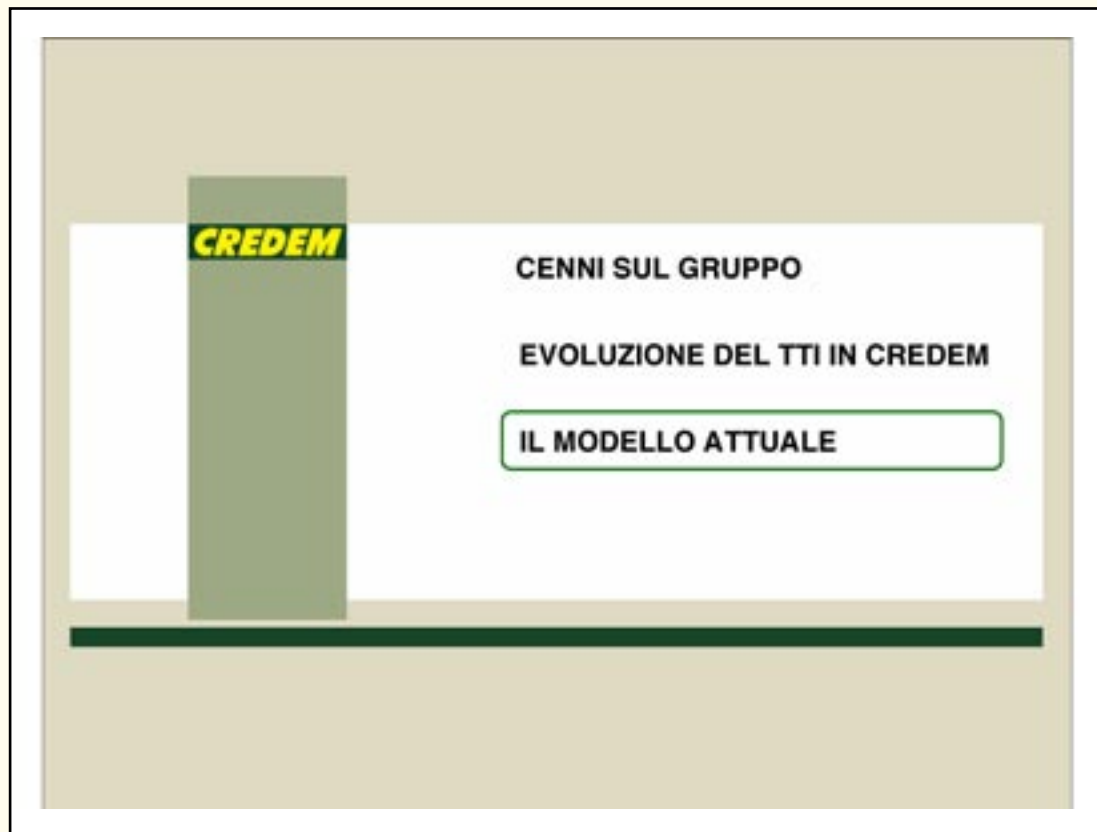 CREDEM
CENNI SUL GRUPPO
EVOLUZIONE DEL TTI IN CREDEM
IL MODELLO ATTUALE